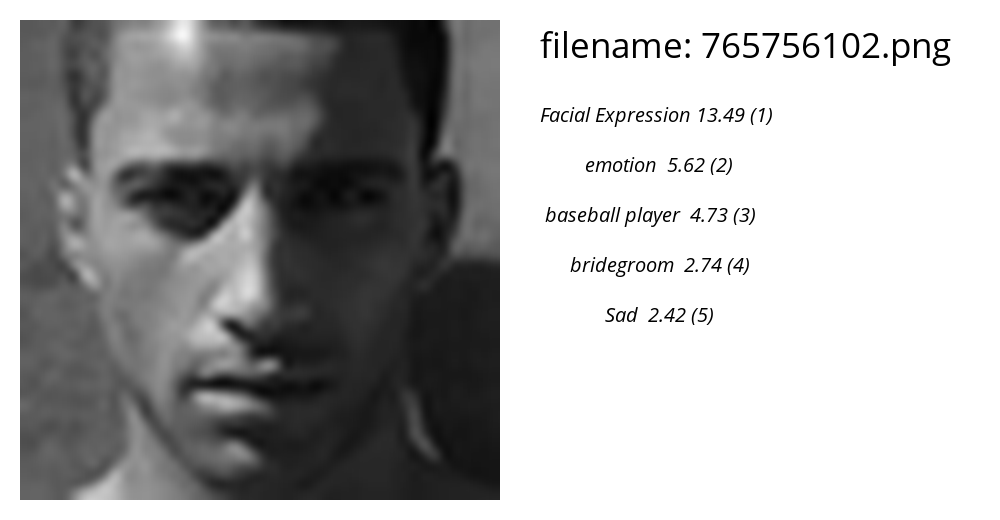 filename: 765756102.png
Facial Expression 13.49 (1)
emotion 5.62 (2)
baseball player 4.73 (3)
bridegroom 2.74 (4)
Sad 2.42 (5)